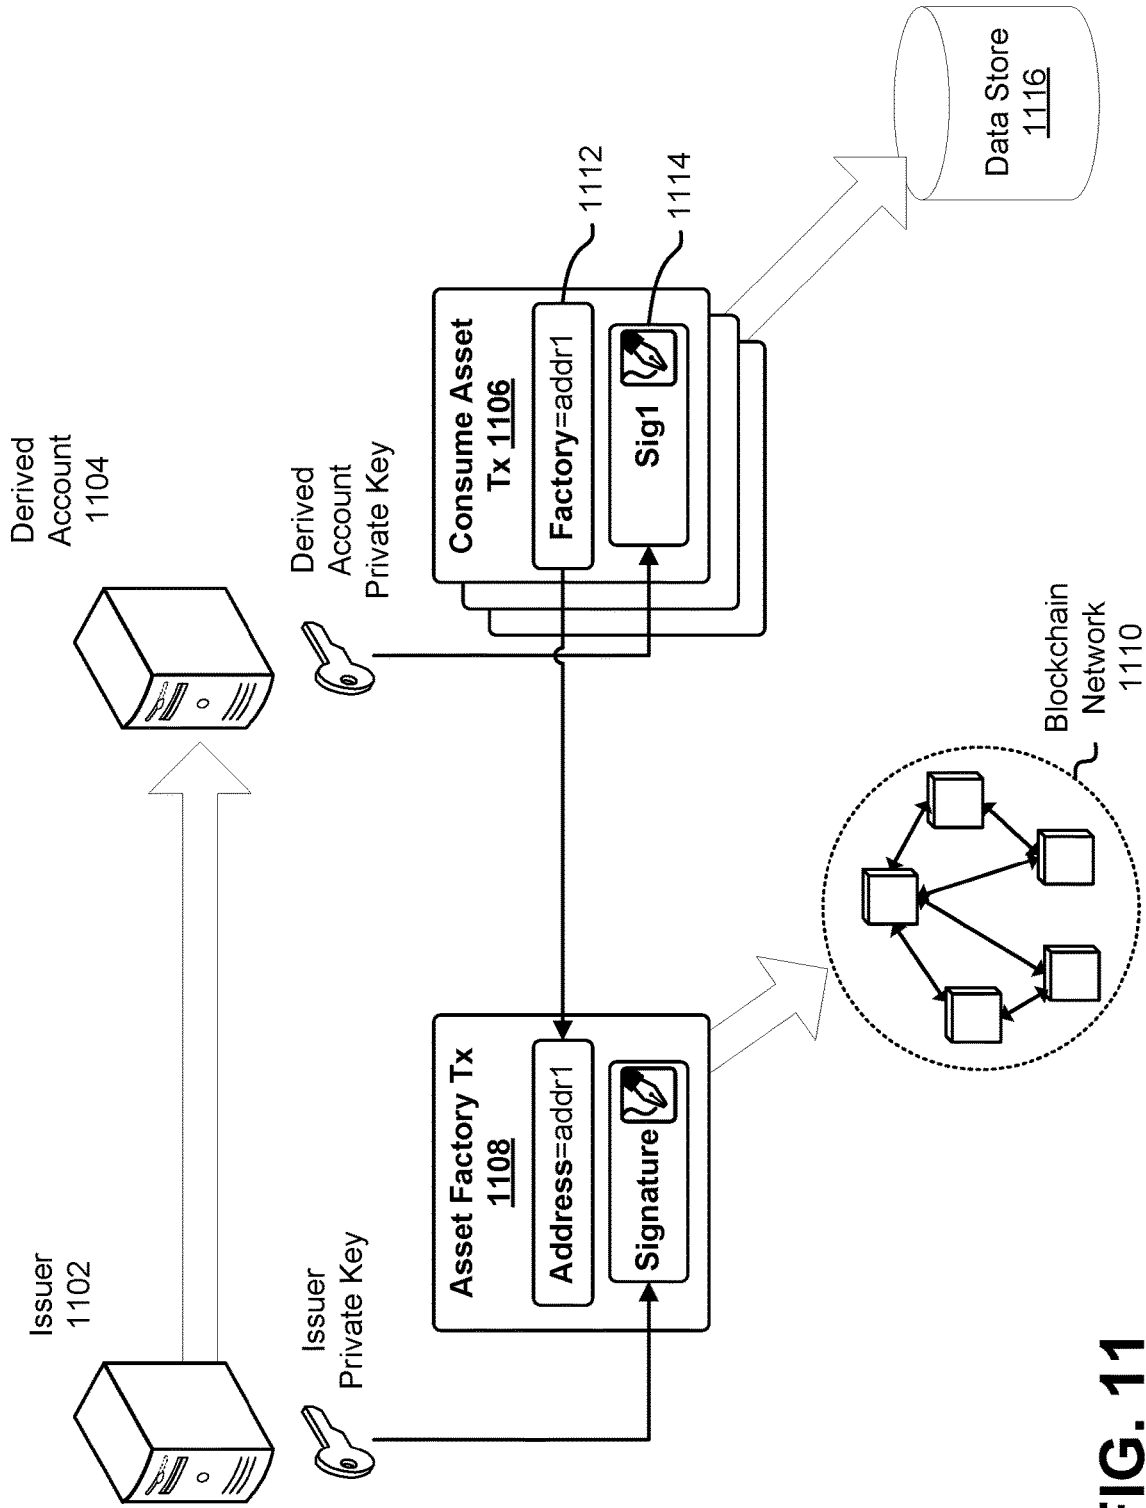 Issuer
1102
Derived
Account
1104
Issuer
Private Key
Derived
Account
Private Key
Asset Factory Tx
1108
Address=addr1
Signature
Consume Asset
Tx 1106
Factory=addr1
Sig1
1112
1114
Blockchain
Network
1110
Data Store
1116
FIG. 11